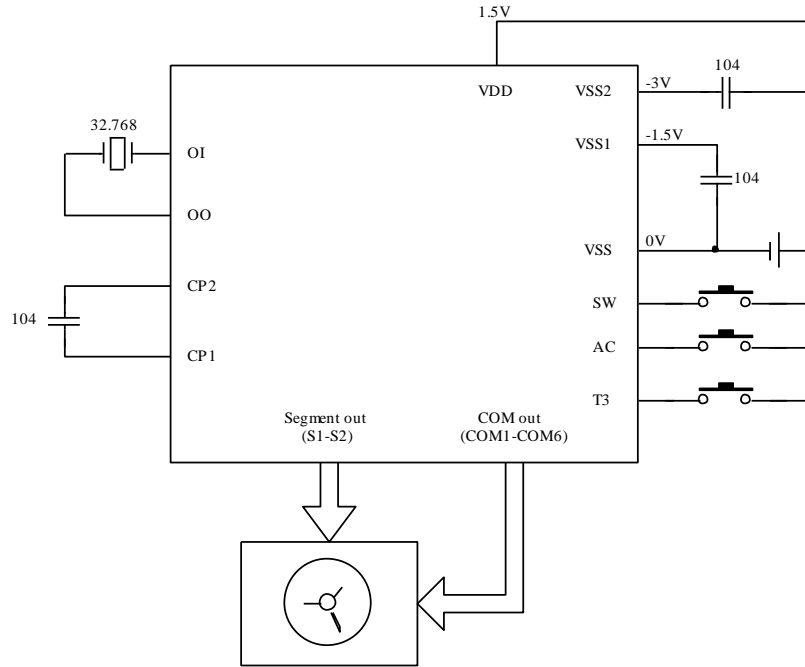 1.5V
VDD
VSS2
-3V
104
VSS1
-1.5V
104
32.768
OI
OO
VSS
0V
CP2
SW
104
AC
CP1
T3
Segment out
(S1-S2)
COM out
(COM1-COM6)